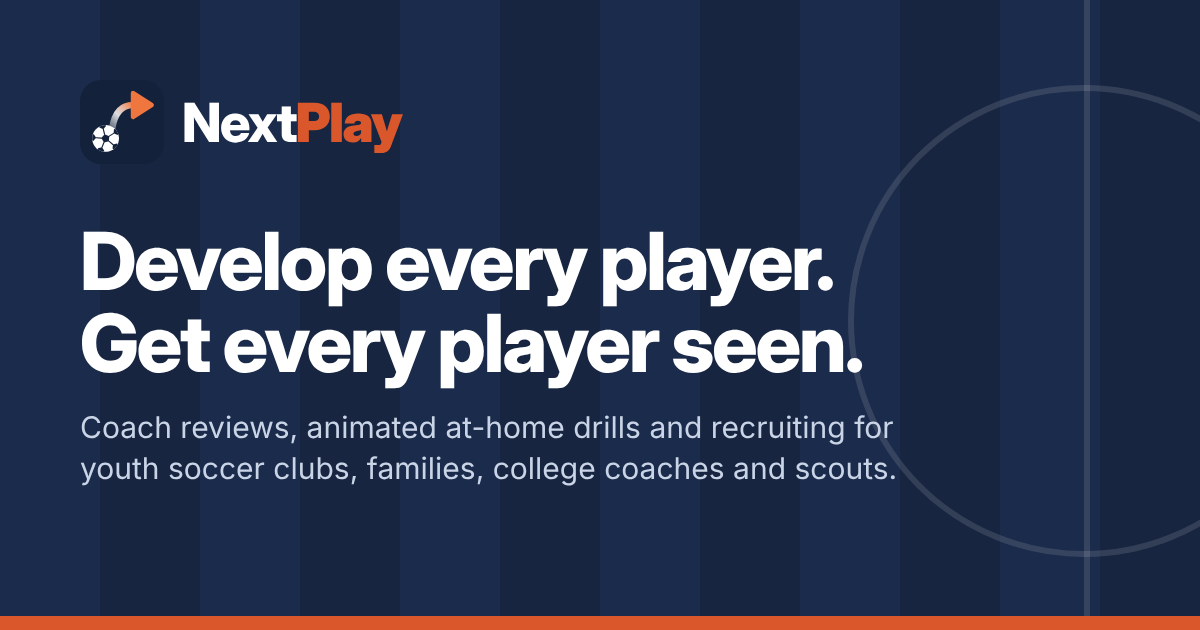 NextPlay
Develop every player.
Get every player seen.
Coach reviews, animated at-home drills and recruiting for
youth soccer clubs, families, college coaches and scouts.